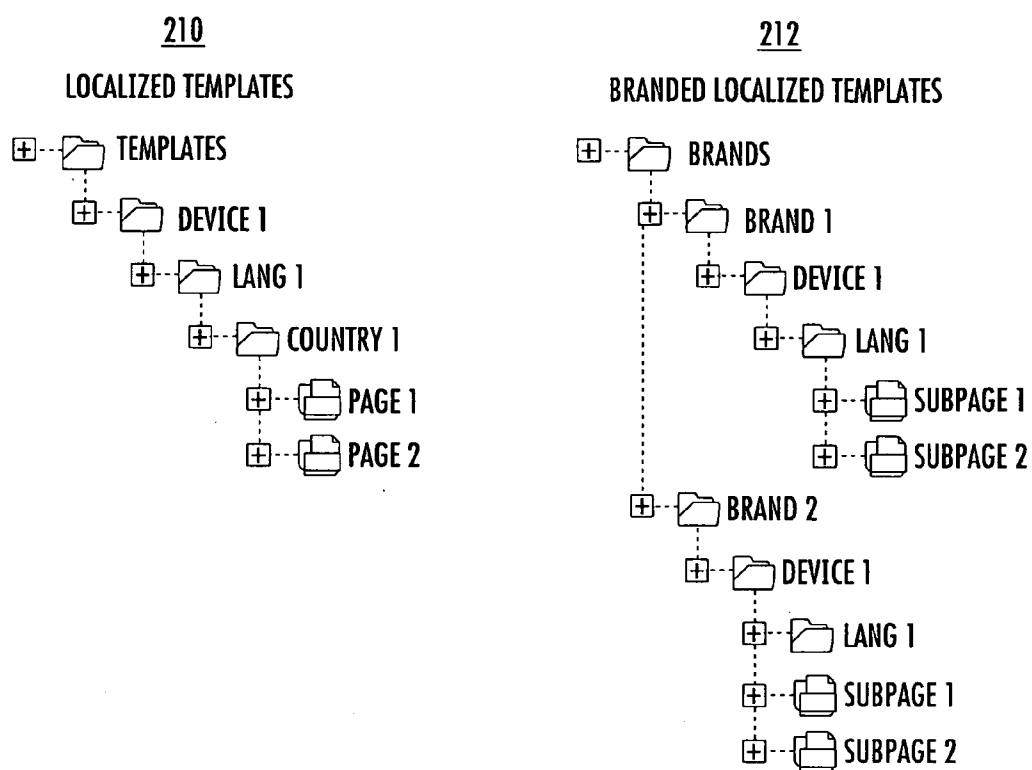 210
LOCALIZED TEMPLATES
TEMPLATES
DEVICE 1
LANG 1
COUNTRY 1
PAGE 1
PAGE 2
212
BRANDED LOCALIZED TEMPLATES
BRANDS
BRAND 1
DEVICE 1
LANG 1
SUBPAGE 1
SUBPAGE 2
BRAND 2
DEVICE 1
LANG 1
SUBPAGE 1
SUBPAGE 2